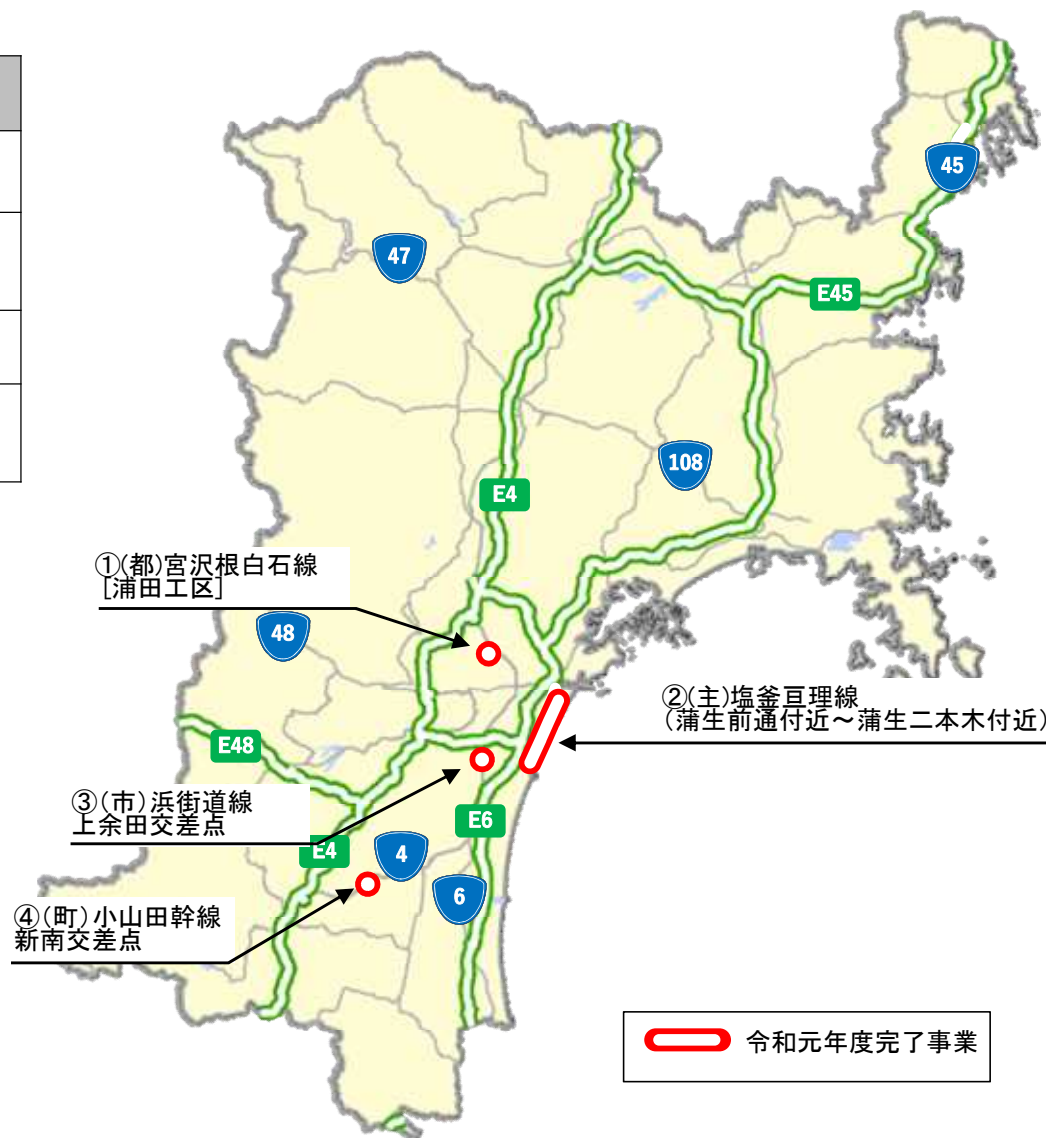 45
47
E45
108
E4
①(都)宮沢根白石線
[浦田工区]
48
②(主)塩釜亘理線
(蒲生前通付近～蒲生二本木付近)
E48
③(市)浜街道線
上余田交差点
E6
E4
4
6
④(町)小山田幹線
新南交差点
令和元年度完了事業